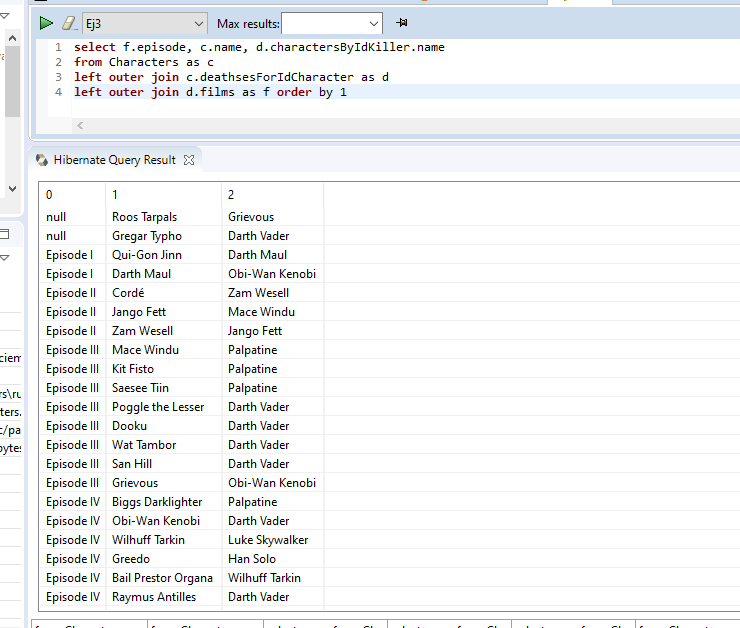 Ej3 Max results:
1 select f.episode, c.name, d.charactersByIdKiller.name
2 from Characters as c
3 left outer join c.deathsesForIdCharacter as d
4 left outer join d.films as f order by 1
Hibernate Query Result
0 1 2
null Roos Tarpals Grievous
null Gregar Typho Darth Vader
Episode I Qui-Gon Jinn Darth Maul
Episode I Darth Maul Obi-Wan Kenobi
Episode II Cordé Zam Wesell
Episode II Jango Fett Mace Windu
Episode II Zam Wesell Jango Fett
Episode III Mace Windu Palpatine
Episode III Kit Fisto Palpatine
Episode III Saesee Tiin Palpatine
Episode III Poggle the Lesser Darth Vader
Episode III Dooku Darth Vader
Episode III Wat Tambor Darth Vader
Episode III San Hill Darth Vader
Episode III Grievous Obi-Wan Kenobi
Episode IV Biggs Darklighter Palpatine
Episode IV Obi-Wan Kenobi Darth Vader
Episode IV Wilhuff Tarkin Luke Skywalker
Episode IV Greedo Han Solo
Episode IV Bail Prestor Organa Wilhuff Tarkin
Episode IV Raymus Antilles Darth Vader